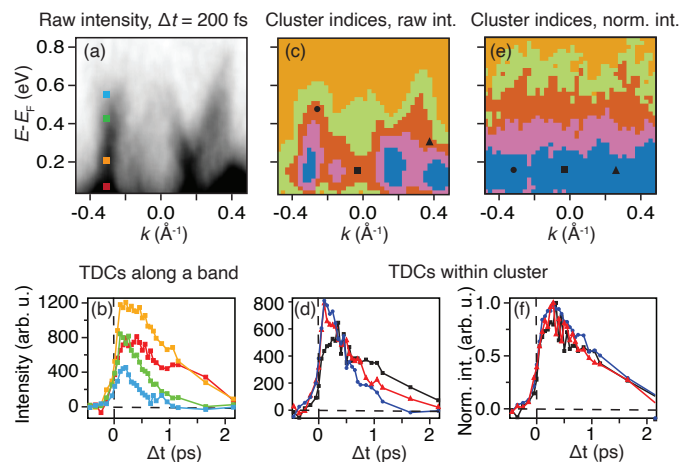 Raw intensity, Δt = 200 fs
Cluster indices, raw int.
Cluster indices, norm. int.
(a)
(c)
(e)
E-E_F (eV)
0.8
0.6
0.4
0.2
-0.4 0.0 0.4
-0.4 0.0 0.4
-0.4 0.0 0.4
k (Å⁻¹)
k (Å⁻¹)
k (Å⁻¹)
TDCs along a band
TDCs within cluster
(b)
(d)
(f)
Intensity (arb. u.)
1200
800
400
0
800
600
400
200
0
Norm. int. (arb. u.)
1.0
0.5
0.0
0 1 2
0 1 2
0 1 2
Δt (ps)
Δt (ps)
Δt (ps)